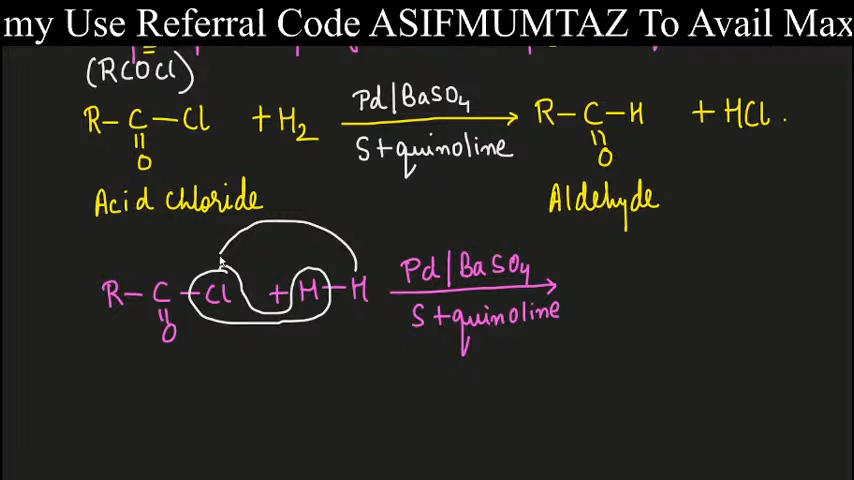 my Use Referral Code ASIFMUMTAZ To Avail Max
(RCOCl)
R–C–Cl +H2 Pd/BaSO4 R–C–H + HCl.
|| S+quinoline ||
O O
Acid chloride Aldehyde
R–C–Cl +H–H Pd/BaSO4
|| S+quinoline
O